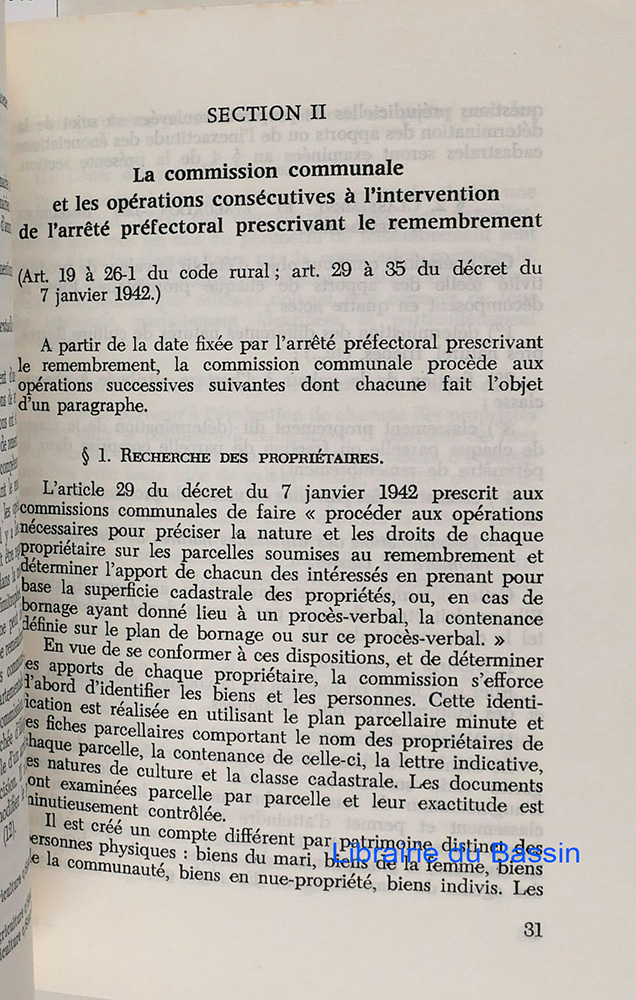 SECTION II
La commission communale
et les opérations consécutives à l'intervention
de l'arrêté préfectoral prescrivant le remembrement
(Art. 19 à 26-1 du code rural ; art. 29 à 35 du décret du
7 janvier 1942.)
A partir de la date fixée par l'arrêté préfectoral prescrivant
le remembrement, la commission communale procède aux
opérations successives suivantes dont chacune fait l'objet
d'un paragraphe.
§ 1. RECHERCHE DES PROPRIÉTAIRES.
L'article 29 du décret du 7 janvier 1942 prescrit aux
commissions communales de faire « procéder aux opérations
nécessaires pour préciser la nature et les droits de chaque
propriétaire sur les parcelles soumises au remembrement et
déterminer l'apport de chacun des intéressés en prenant pour
base la superficie cadastrale des propriétés, ou, en cas de
bornage ayant donné lieu à un procès-verbal, la contenance
définie sur le plan de bornage ou sur ce procès-verbal. »
En vue de se conformer à ces dispositions, et de déterminer
es apports de chaque propriétaire, la commission s'efforce
l'abord d'identifier les biens et les personnes. Cette identi-
ication est réalisée en utilisant le plan parcellaire minute et
es fiches parcellaires comportant le nom des propriétaires de
haque parcelle, la contenance de celle-ci, la lettre indicative,
es natures de culture et la classe cadastrale. Les documents
ont examinées parcelle par parcelle et leur exactitude est
inutieusement contrôlée.
Il est créé un compte différent par patrimoine distinct des
ersonnes physiques : biens du mari, biens de la femme, biens
e la communauté, biens en nue-propriété, biens indivis. Les
Librairie du Bassin
31